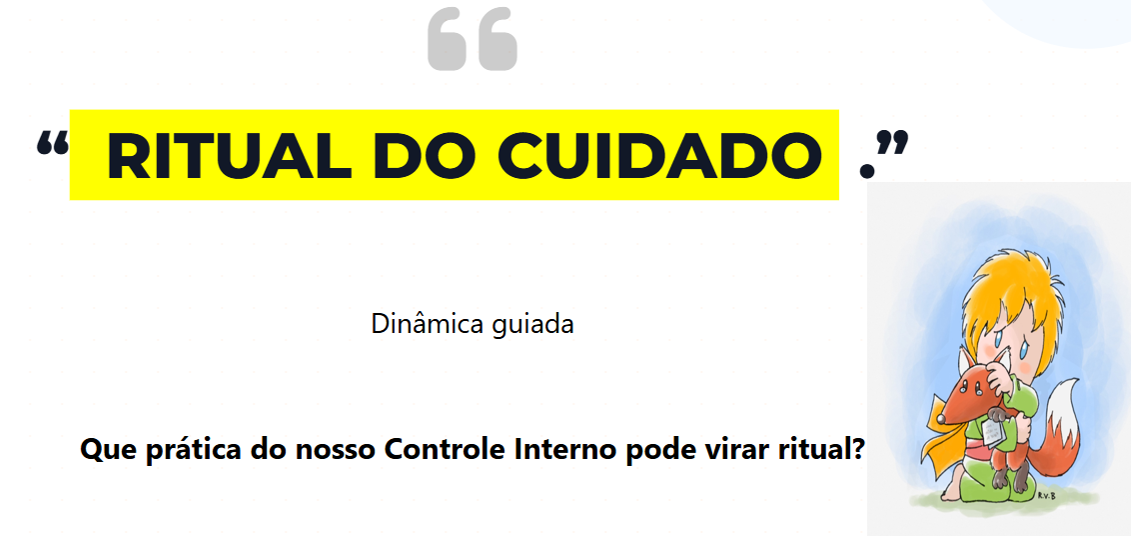 “ RITUAL DO CUIDADO .”
Dinâmica guiada
Que prática do nosso Controle Interno pode virar ritual?
R.V.B